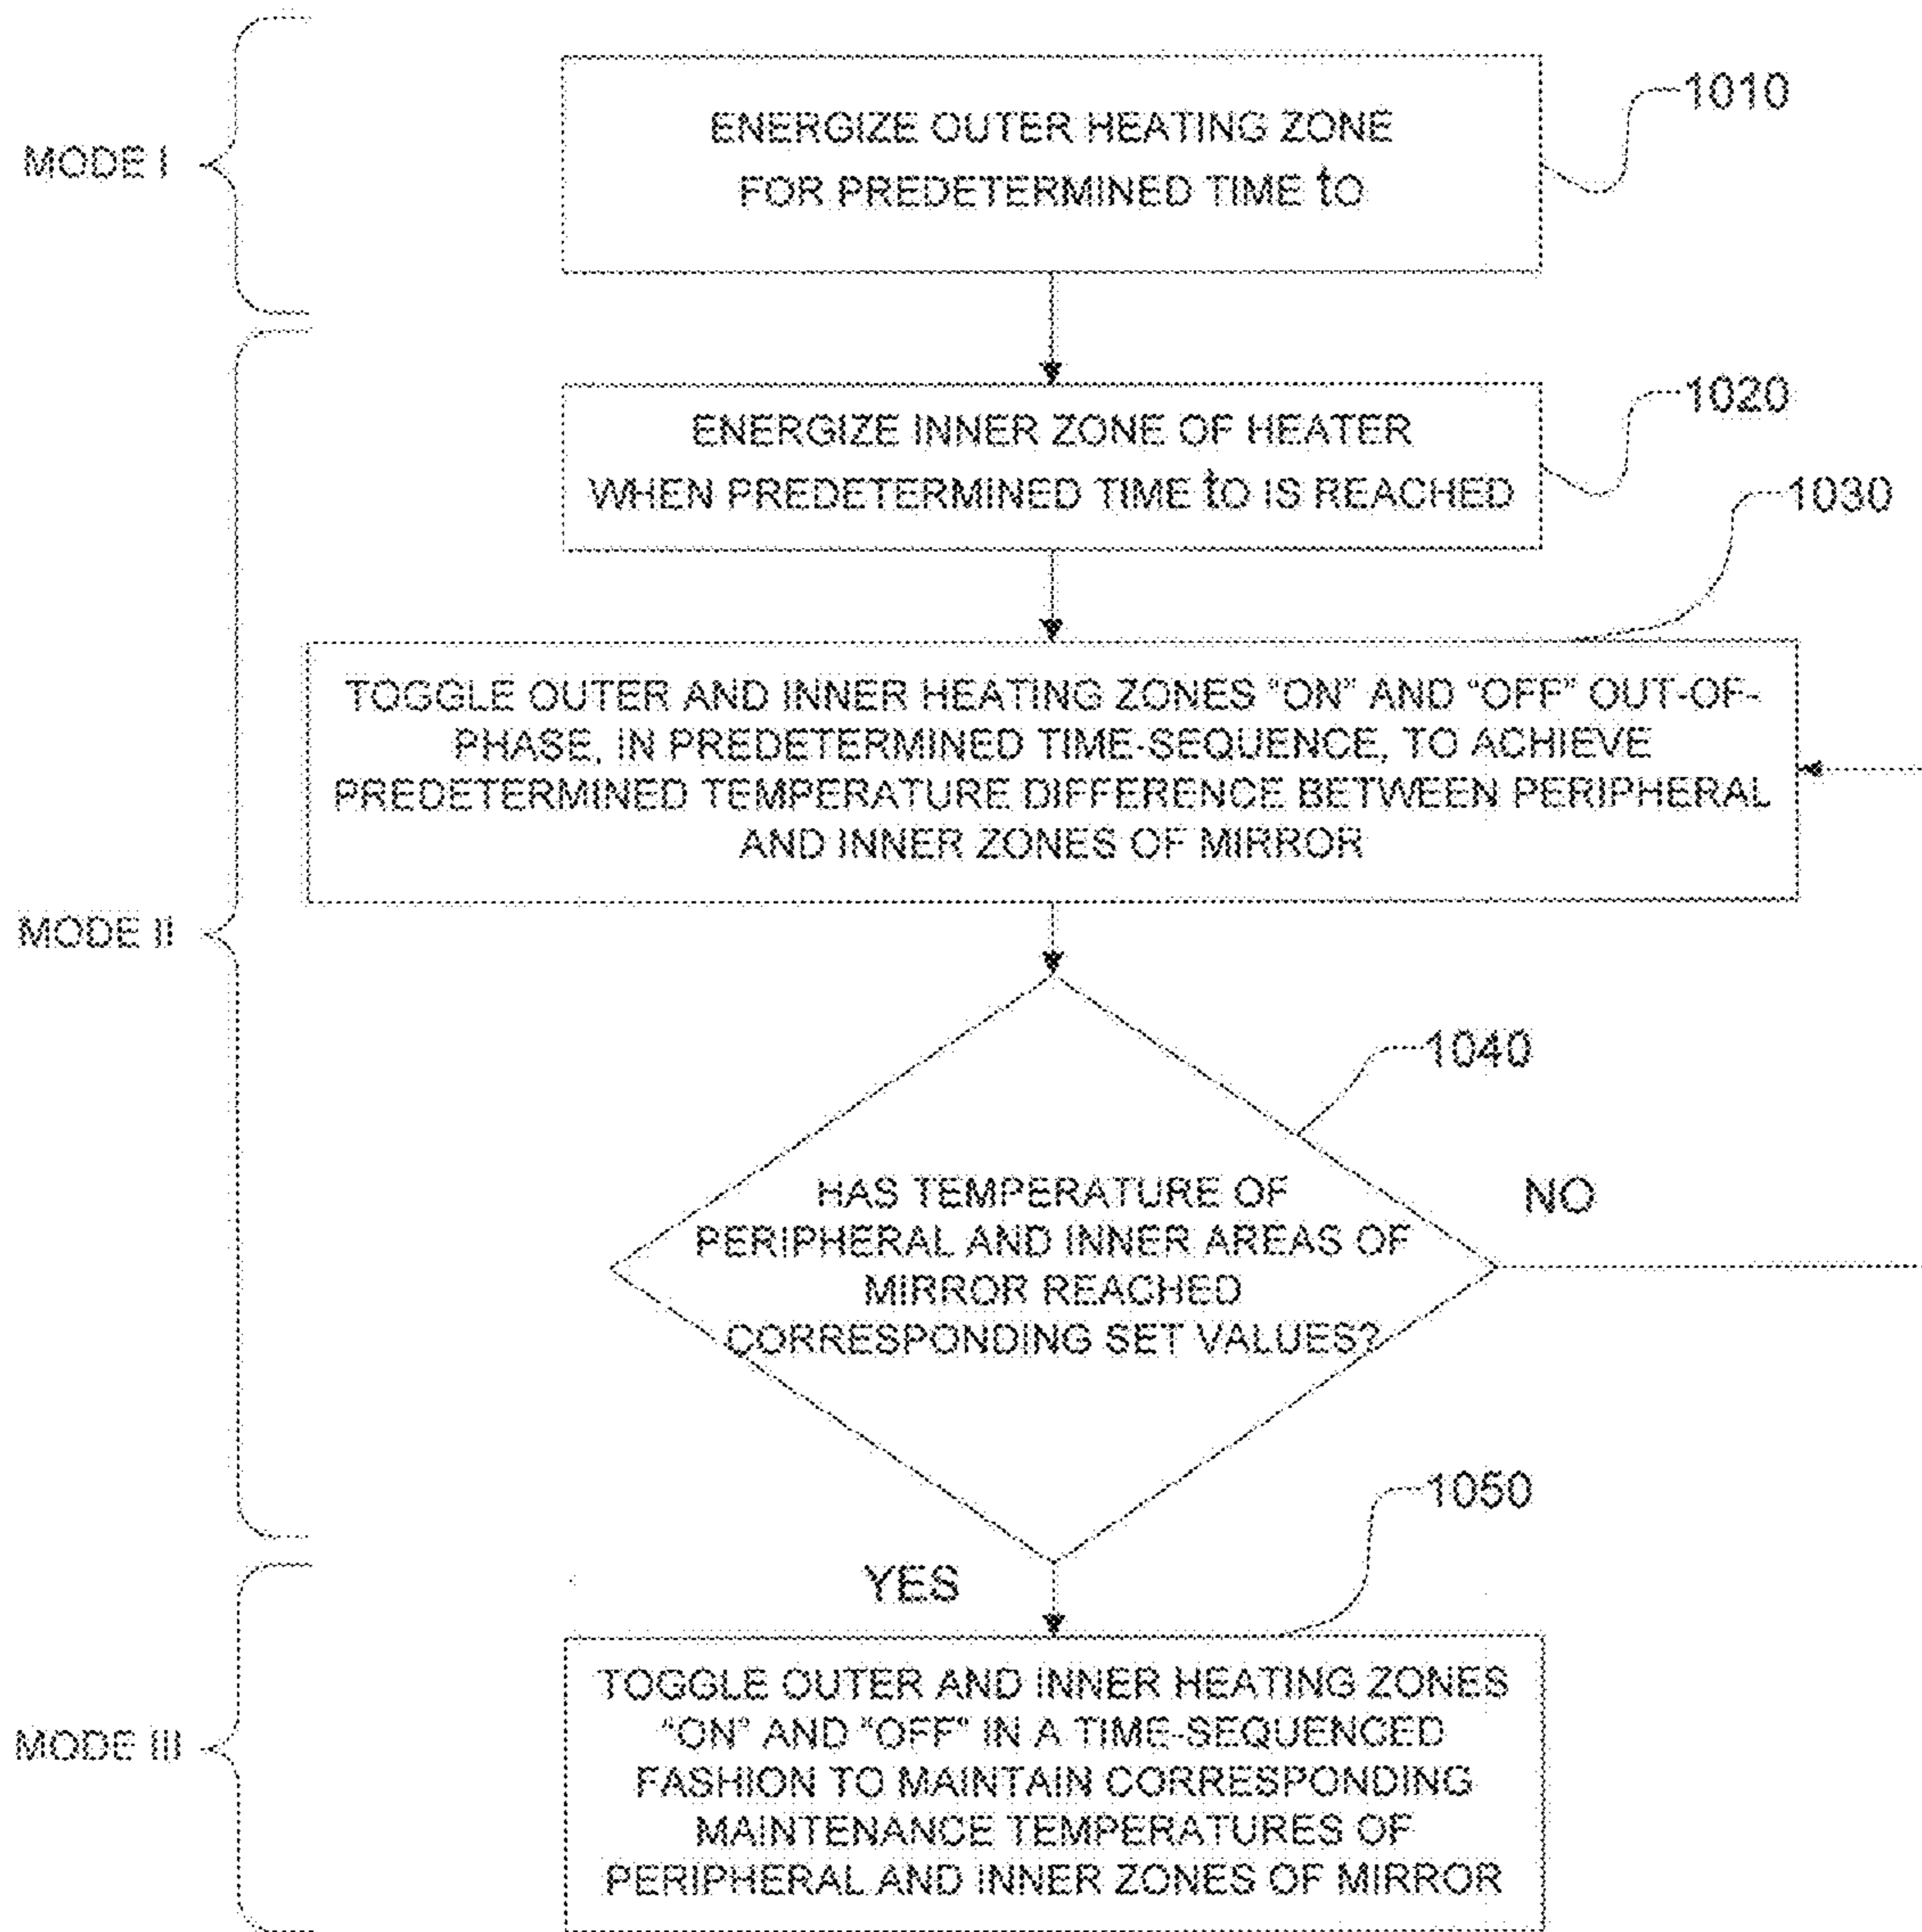 MODE I
ENERGIZE OUTER HEATING ZONE
FOR PREDETERMINED TIME to
1010
ENERGIZE INNER ZONE OF HEATER
WHEN PREDETERMINED TIME to IS REACHED
1020
1030
TOGGLE OUTER AND INNER HEATING ZONES "ON" AND "OFF" OUT-OF-
PHASE, IN PREDETERMINED TIME-SEQUENCE, TO ACHIEVE
PREDETERMINED TEMPERATURE DIFFERENCE BETWEEN PERIPHERAL
AND INNER ZONES OF MIRROR
MODE II
1040
HAS TEMPERATURE OF
PERIPHERAL AND INNER AREAS OF
MIRROR REACHED
CORRESPONDING SET VALUES?
NO
YES
1050
MODE III
TOGGLE OUTER AND INNER HEATING ZONES
"ON" AND "OFF" IN A TIME-SEQUENCED
FASHION TO MAINTAIN CORRESPONDING
MAINTENANCE TEMPERATURES OF
PERIPHERAL AND INNER ZONES OF MIRROR